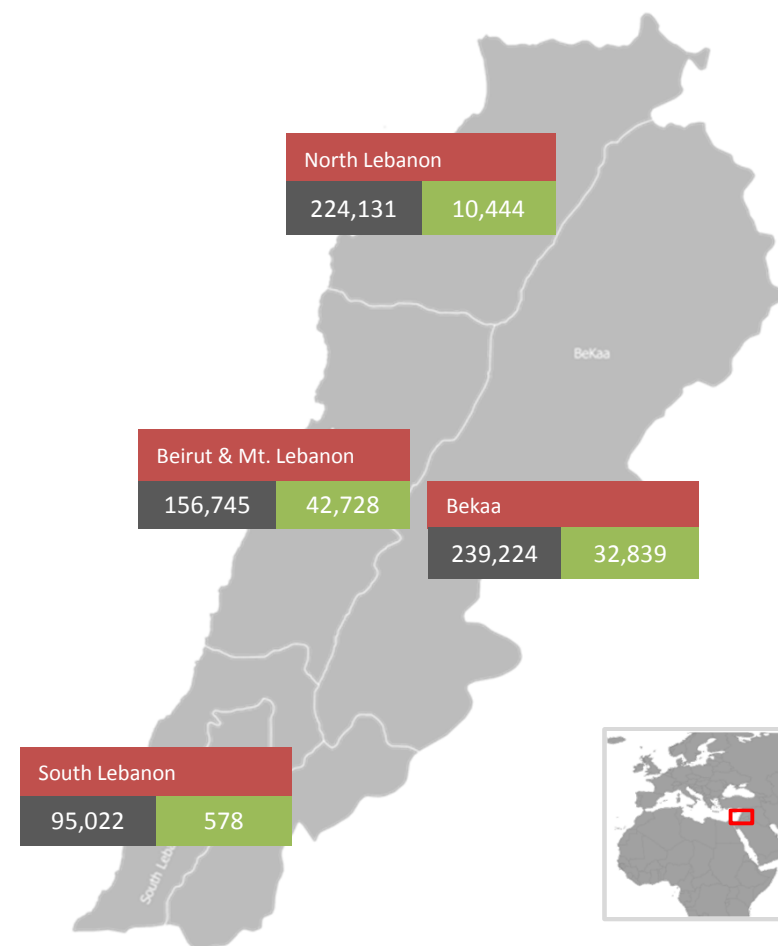 North Lebanon
224,131 10,444
BeKaa
Beirut & Mt. Lebanon
156,745 42,728
Bekaa
239,224 32,839
South Lebanon
95,022 578
South